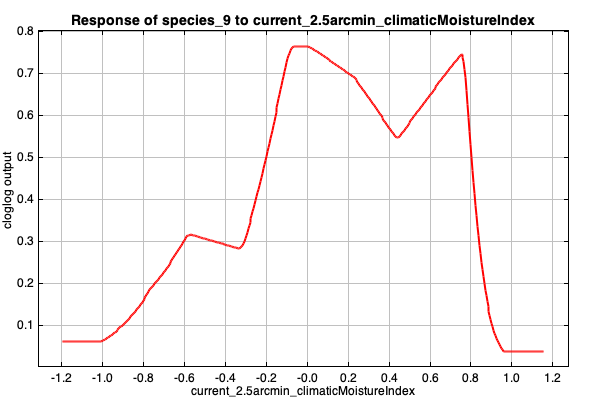 Response of species_9 to current_2.5arcmin_climaticMoistureIndex
0.8
0.7
0.6
0.5
0.4
0.3
0.2
0.1
cloglog output
-1.2 -1.0 -0.8 -0.6 -0.4 -0.2 -0.0 0.2 0.4 0.6 0.8 1.0 1.2
current_2.5arcmin_climaticMoistureIndex